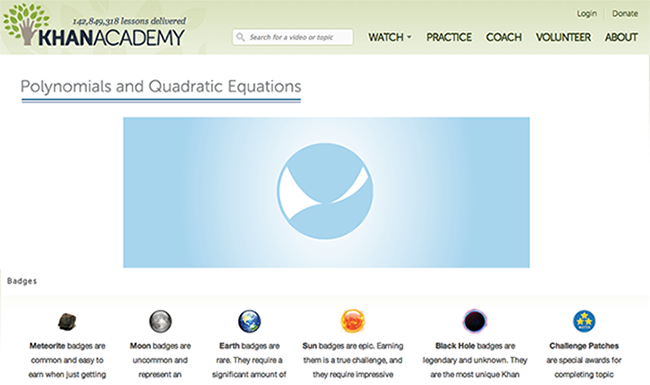 142,849,318 lessons delivered
Login Donate
KHANACADEMY
Search for a video or topic
WATCH PRACTICE COACH VOLUNTEER ABOUT
Polynomials and Quadratic Equations
Badges
Meteorite badges are
common and easy to
earn when just getting
Moon badges are
uncommon and
represent an
Earth badges are
rare. They require a
significant amount of
Sun badges are epic. Earning
them is a true challenge, and
they require impressive
Black Hole badges are
legendary and unknown. They
are the most unique Khan
Challenge Patches
are special awards for
completing topic